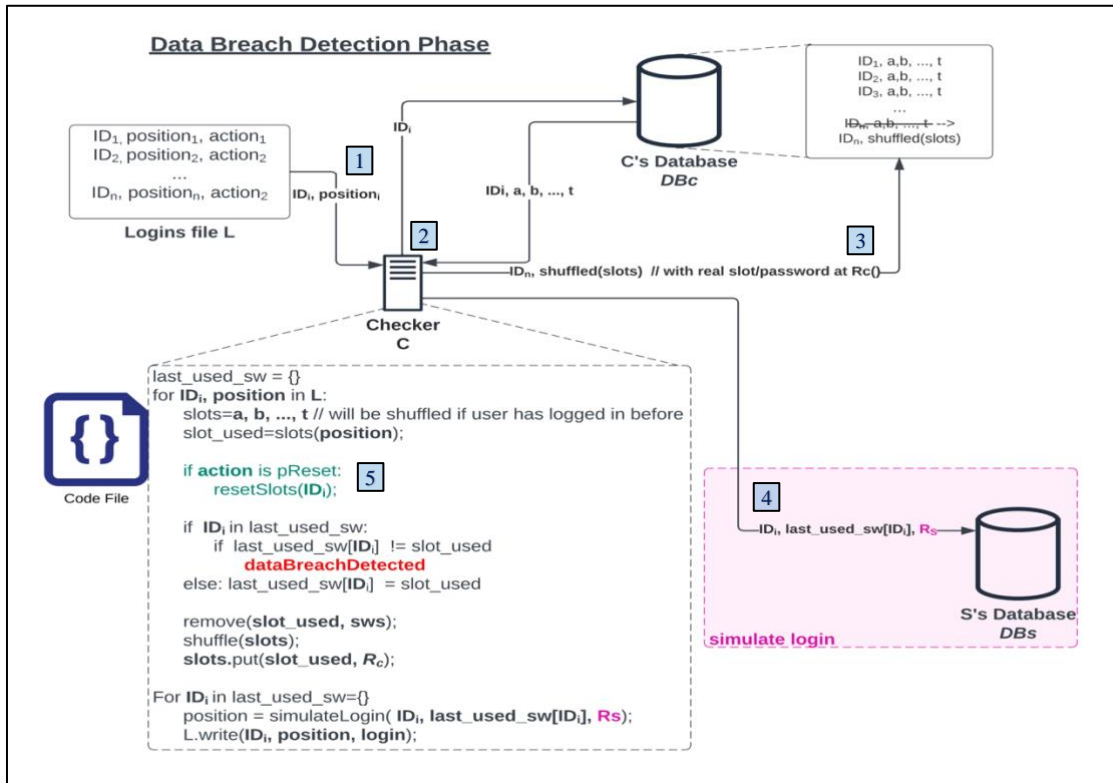 Data Breach Detection Phase
ID1, position1, action1
ID2, position2, action2
...
IDn, positionn, action2
Logins file L
1
IDi, positioni
IDi
C's Database
DBc
IDi, a, b, ..., t
ID1, a,b, ..., t
ID2, a,b, ..., t
ID3, a,b, ..., t
...
IDn, a,b, ..., t -->
IDn, shuffled(slots)
2
3
IDn, shuffled(slots) // with real slot/password at Rc()
Checker
C
Code File
last_used_sw = {}
for IDi, position in L:
slots=a, b, ..., t // will be shuffled if user has logged in before
slot_used=slots(position);
if action is pReset:
resetSlots(IDi);
5
if IDi in last_used_sw:
if last_used_sw[IDi] != slot_used
dataBreachDetected
else: last_used_sw[IDi] = slot_used
remove(slot_used, sws);
shuffle(slots);
slots.put(slot_used, Rc);
For IDi in last_used_sw={}
position = simulateLogin( IDi, last_used_sw[IDi], Rs);
L.write(IDi, position, login);
4
IDi, last_used_sw[IDi], Rs
S's Database
DBs
simulate login